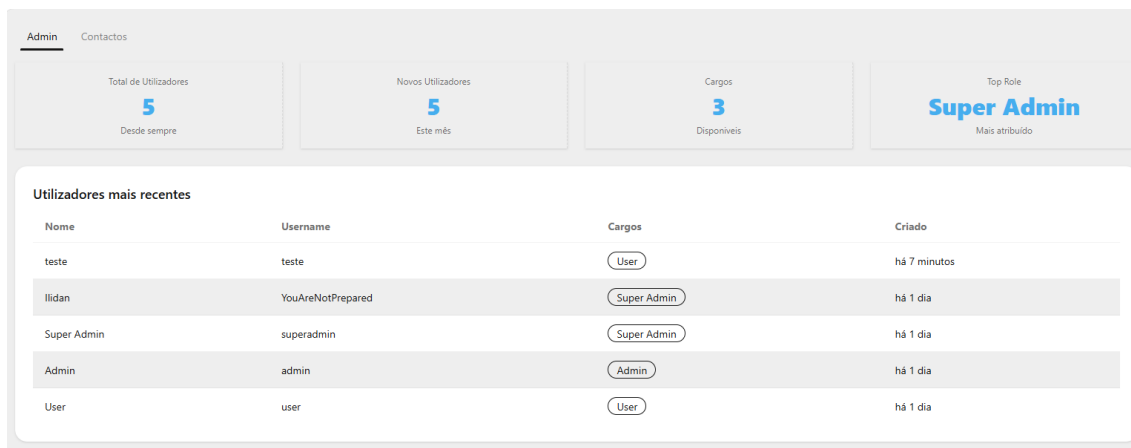 Admin Contactos
Total de Utilizadores
5
Desde sempre
Novos Utilizadores
5
Este mês
Cargos
3
Disponiveis
Top Role
Super Admin
Mais atribuído
Utilizadores mais recentes
Nome Username Cargos Criado
teste teste User há 7 minutos
Ilidan YouAreNotPrepared Super Admin há 1 dia
Super Admin superadmin Super Admin há 1 dia
Admin admin Admin há 1 dia
User user User há 1 dia